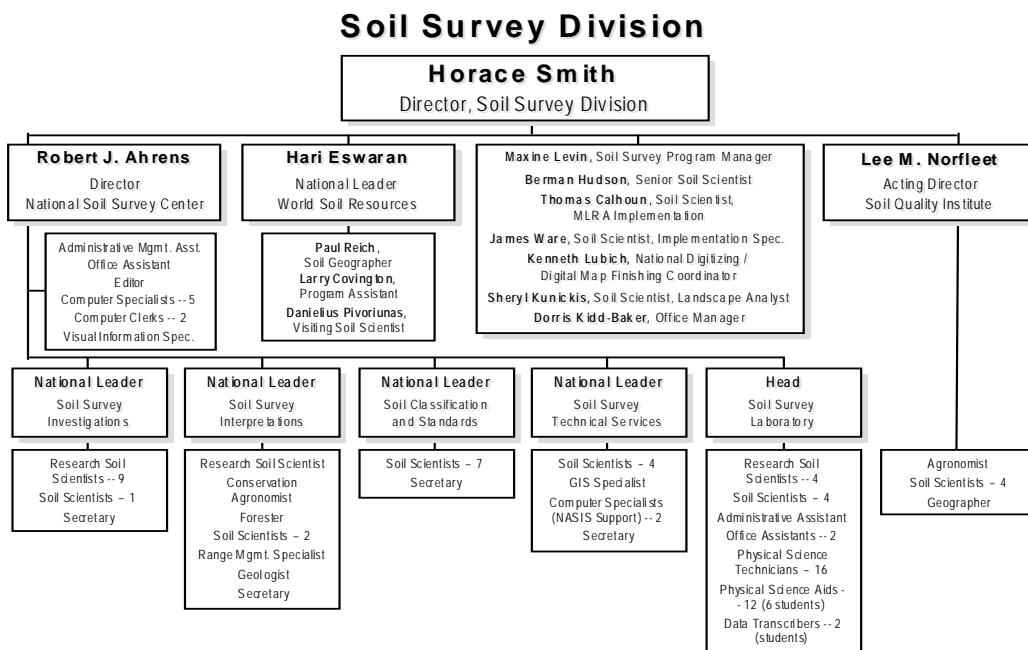 Soil Survey Division
Horace Smith
Director, Soil Survey Division
Robert J. Ahrens
Director
National Soil Survey Center
Hari Eswaran
National Leader
World Soil Resources
Maxine Levin, Soil Survey Program Manager
Berman Hudson, Senior Soil Scientist
Thomas Calhoun, Soil Scientist,
MLRA Implementation
James Ware, Soil Scientist, Implementation Spec.
Kenneth Lubich, National Digitizing /
Digital Map Finishing Coordinator
Sheryl Kunickis, Soil Scientist, Landscape Analyst
Dorris Kidd-Baker, Office Manager
Lee M. Norfleet
Acting Director
Soil Quality Institute
Administrative Mgmt. Asst.
Office Assistant
Editor
Computer Specialists -- 5
Computer Clerks -- 2
Visual Information Spec.
Paul Reich,
Soil Geographer
Larry Covington,
Program Assistant
Danielius Pivoriunas,
Visiting Soil Scientist
National Leader
Soil Survey
Investigations
National Leader
Soil Survey
Interpretations
National Leader
Soil Classification
and Standards
National Leader
Soil Survey
Technical Services
Head
Soil Survey
Laboratory
Research Soil
Scientists -- 9
Soil Scientists – 1
Secretary
Research Soil Scientist
Conservation
Agronomist
Forester
Soil Scientists – 2
Range Mgmt. Specialist
Geologist
Secretary
Soil Scientists – 7
Secretary
Soil Scientists – 4
GIS Specialist
Computer Specialists
(NASIS Support) -- 2
Secretary
Research Soil
Scientists – 4
Soil Scientists – 4
Administrative Assistant
Office Assistants -- 2
Physical Science
Technicians – 16
Physical Science Aids -
- 12 (6 students)
Data Transcribers -- 2
(students)
Agronomist
Soil Scientists – 4
Geographer